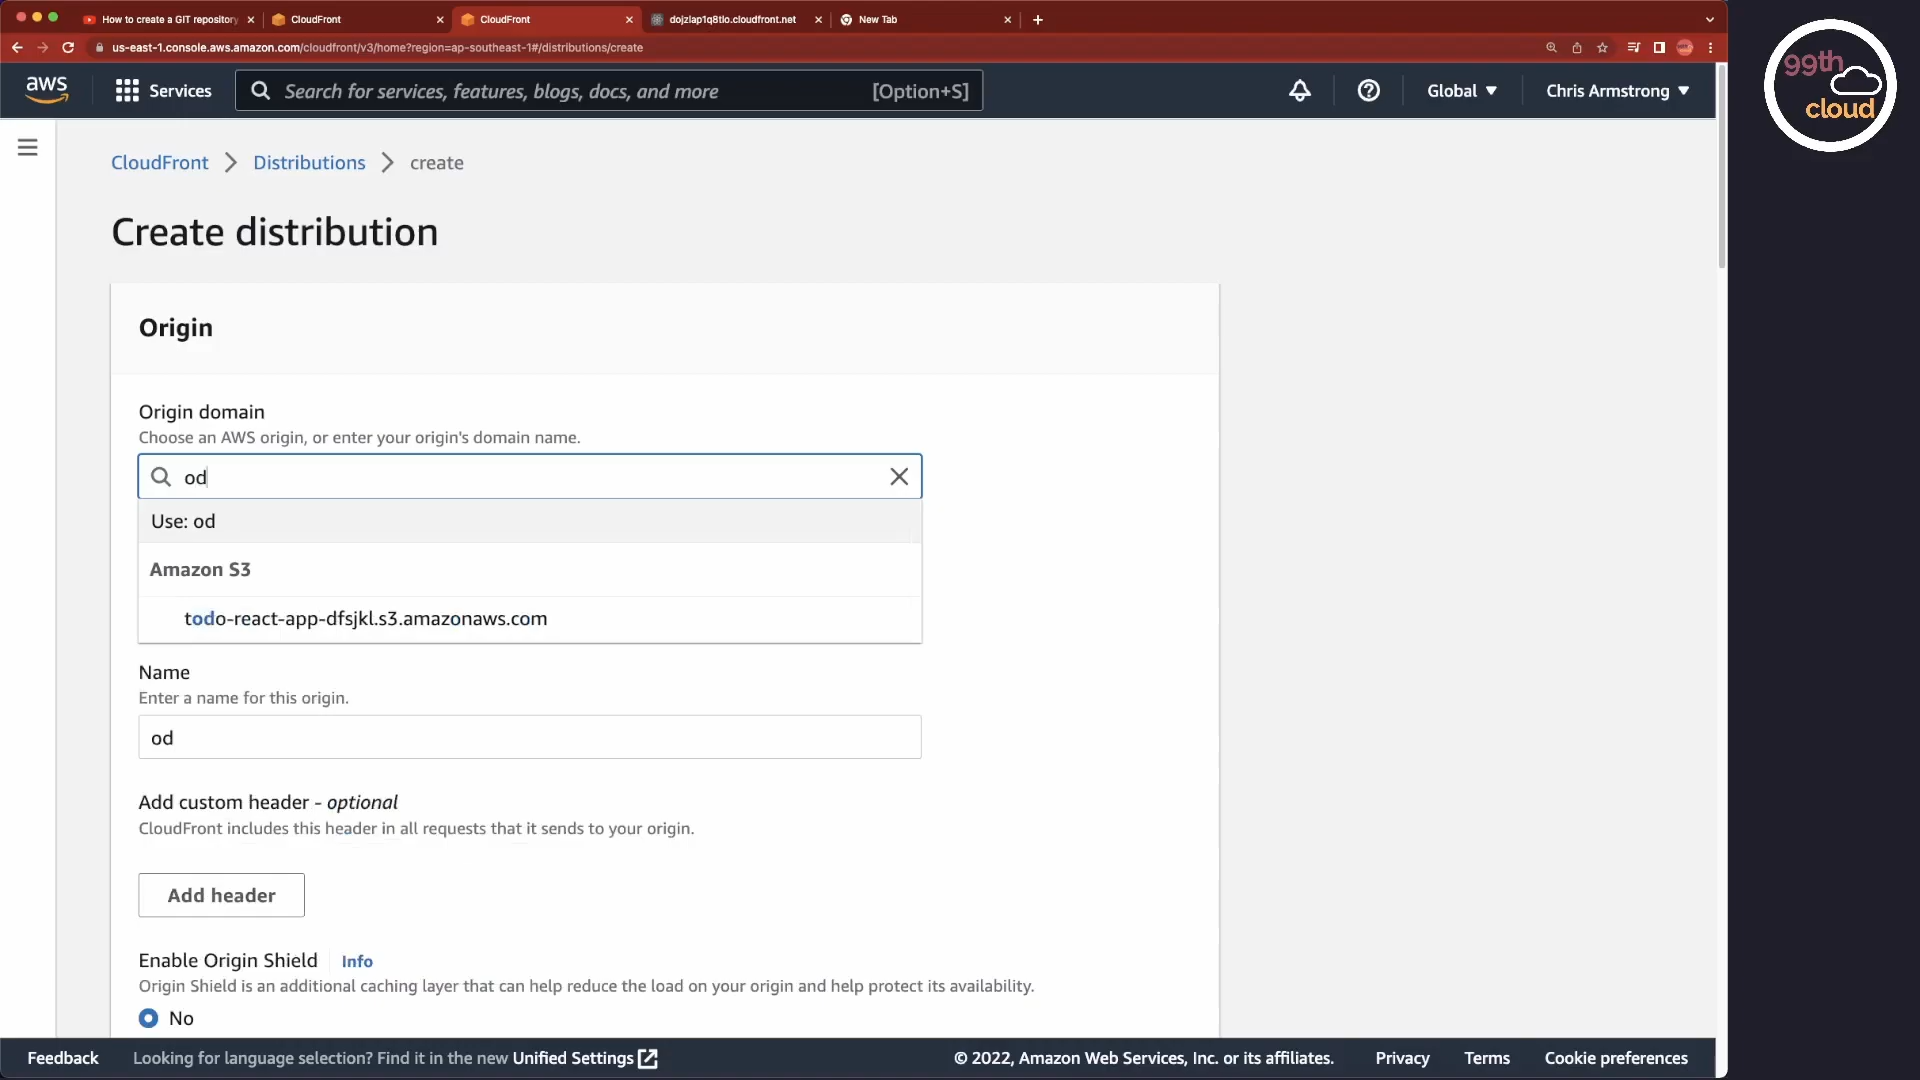 How to create a GIT repository
CloudFront
CloudFront
dojzlap1q8tlo.cloudfront.net
New Tab
us-east-1.console.aws.amazon.com/cloudfront/v3/home?region=ap-southeast-1#/distributions/create
aws
Services
Search for services, features, blogs, docs, and more
[Option+S]
Global
Chris Armstrong
99th
cloud
CloudFront
Distributions
create
Create distribution
Origin
Origin domain
Choose an AWS origin, or enter your origin's domain name.
od
Use: od
Amazon S3
todo-react-app-dfsjkl.s3.amazonaws.com
Name
Enter a name for this origin.
od
Add custom header - optional
CloudFront includes this header in all requests that it sends to your origin.
Add header
Enable Origin Shield
Info
Origin Shield is an additional caching layer that can help reduce the load on your origin and help protect its availability.
No
Feedback
Looking for language selection? Find it in the new Unified Settings
© 2022, Amazon Web Services, Inc. or its affiliates.
Privacy
Terms
Cookie preferences